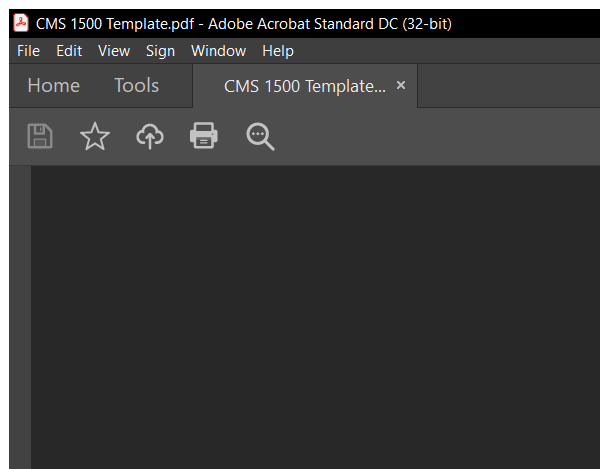 CMS 1500 Template.pdf - Adobe Acrobat Standard DC (32-bit)
File Edit View Sign Window Help
Home Tools CMS 1500 Template... ×